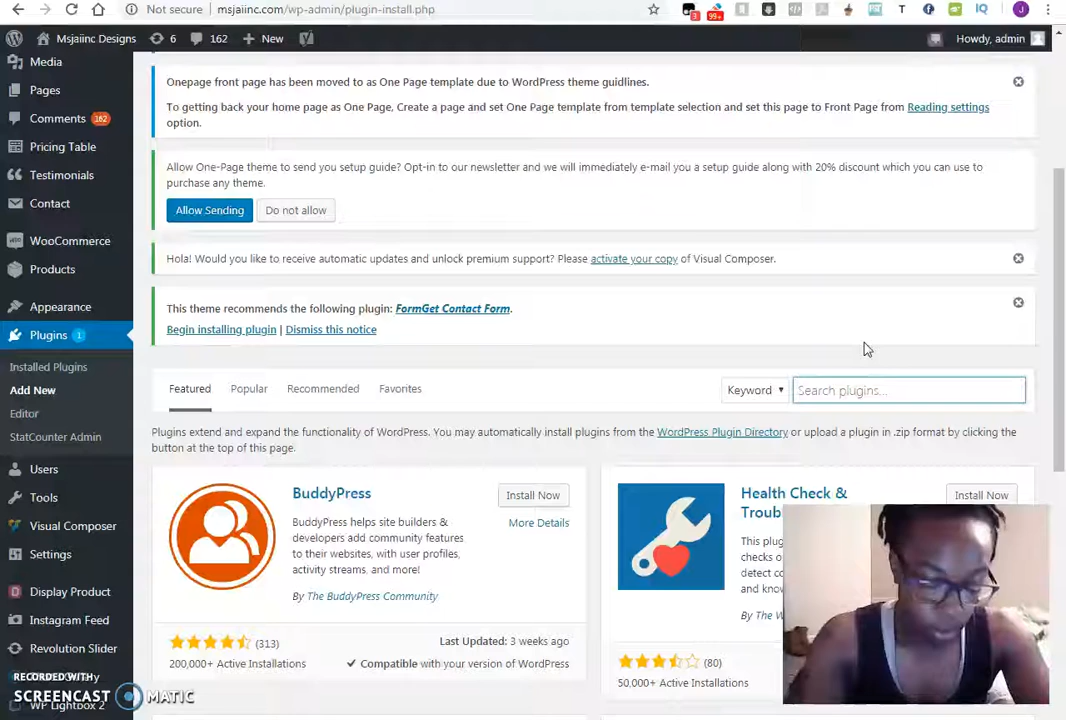 Not secure | msjaiinc.com/wp-admin/plugin-install.php
3
99+
T
IQ
J
Msjaiinc Designs
6
162
New
Howdy, admin
Media
Pages
Comments 162
Pricing Table
Testimonials
Contact
WooCommerce
Products
Appearance
Plugins 1
Installed Plugins
Add New
Editor
StatCounter Admin
Users
Tools
Visual Composer
Settings
Display Product
Instagram Feed
Revolution Slider
WP Lightbox 2
RECORDED WITH
SCREENCAST MATIC
Onepage front page has been moved to as One Page template due to WordPress theme guidlines.
To getting back your home page as One Page, Create a page and set One Page template from template selection and set this page to Front Page from Reading settings
option.
Allow One-Page theme to send you setup guide? Opt-in to our newsletter and we will immediately e-mail you a setup guide along with 20% discount which you can use to
purchase any theme.
Allow Sending
Do not allow
Hola! Would you like to receive automatic updates and unlock premium support? Please activate your copy of Visual Composer.
This theme recommends the following plugin: FormGet Contact Form.
Begin installing plugin | Dismiss this notice
Featured
Popular
Recommended
Favorites
Keyword
Search plugins...
Plugins extend and expand the functionality of WordPress. You may automatically install plugins from the WordPress Plugin Directory or upload a plugin in .zip format by clicking the
button at the top of this page.
BuddyPress
Install Now
More Details
BuddyPress helps site builders &
developers add community features
to their websites, with user profiles,
activity streams, and more!
By The BuddyPress Community
(313)
200,000+ Active Installations
Last Updated: 3 weeks ago
Compatible with your version of WordPress
Health Check &
Troub
Install Now
This plug
checks o
detect co
and know
By The W
(80)
50,000+ Active Installations